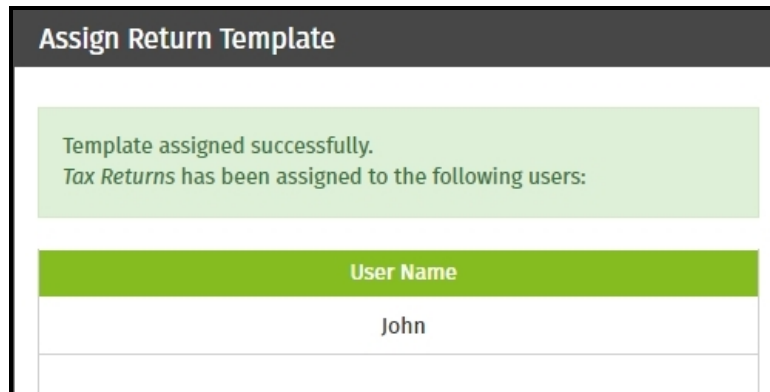 Assign Return Template
Template assigned successfully.
Tax Returns has been assigned to the following users:
User Name
John